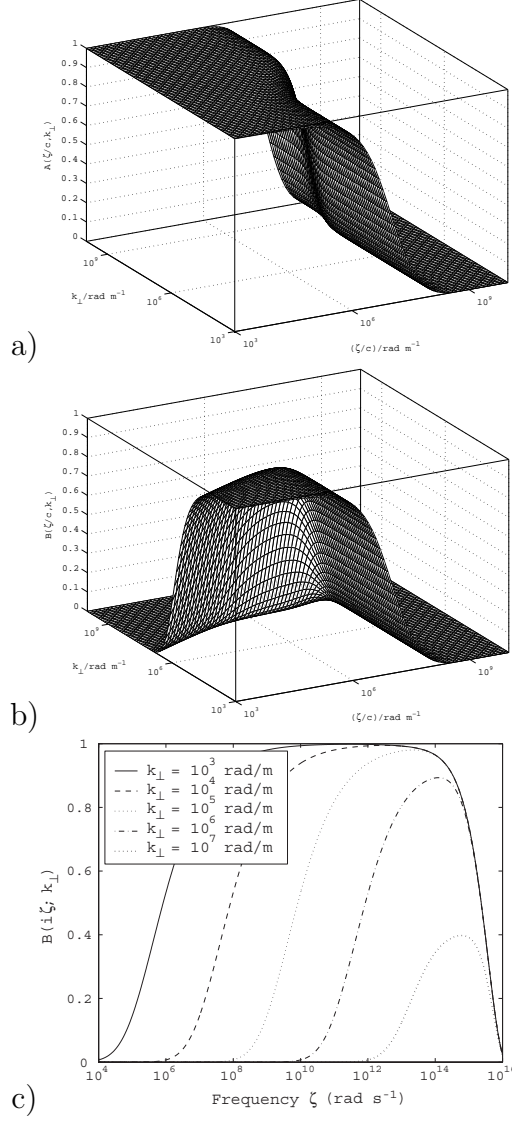 1
0.9
0.8
0.7
0.6
0.5
0.4
0.3
0.2
0.1
0
A(ζ/c,k⊥)
10⁹
10⁶
10³
k⊥/rad m⁻¹
10³
10⁶
10⁹
(ζ/c)/rad m⁻¹
a)
1
0.9
0.8
0.7
0.6
0.5
0.4
0.3
0.2
0.1
0
B(ζ/c,k⊥)
10⁹
10⁶
10³
k⊥/rad m⁻¹
10³
10⁶
10⁹
(ζ/c)/rad m⁻¹
b)
1
0.8
0.6
0.4
0.2
0
B(iζ; k⊥)
k⊥ = 10³ rad/m
k⊥ = 10⁴ rad/m
k⊥ = 10⁵ rad/m
k⊥ = 10⁶ rad/m
k⊥ = 10⁷ rad/m
10⁴ 10⁶ 10⁸ 10¹⁰ 10¹² 10¹⁴ 10¹⁶
Frequency ζ (rad s⁻¹)
c)